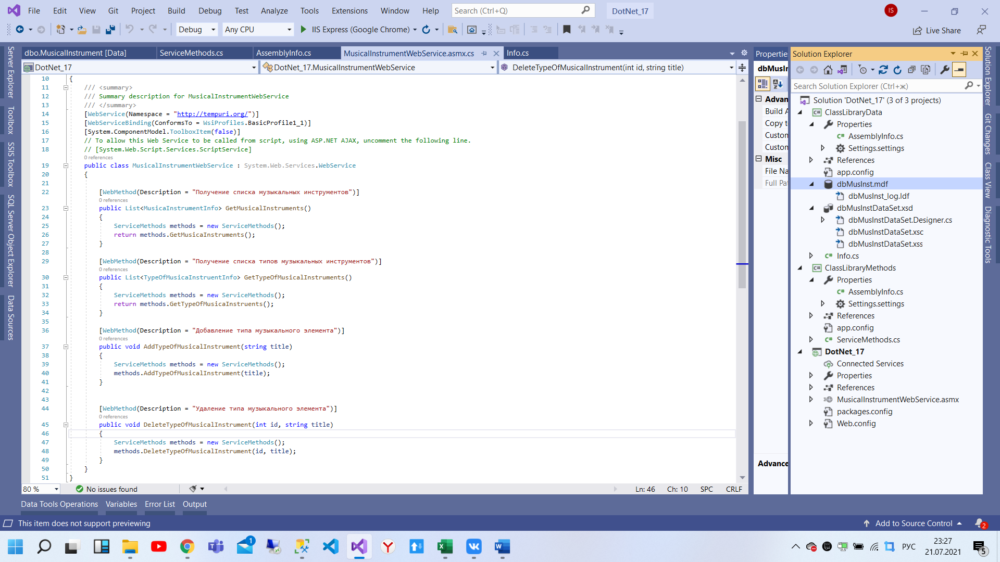 File Edit View Git Project Build Debug Test Analyze Tools Extensions Window Help Search (Ctrl+Q) DotNet_17 IS
Debug Any CPU IIS Express (Google Chrome) Live Share
Server Explorer
Toolbox
SSIS Toolbox
SQL Server Object Explorer
Data Sources
dbo.MusicalInstrument [Data] ServiceMethods.cs AssemblyInfo.cs MusicalInstrumentWebService.asmx.cs Info.cs
DotNet_17 DotNet_17.MusicalInstrumentWebService DeleteTypeOfMusicalInstrument(int id, string title)
10 {
11 /// <summary>
12 /// Summary description for MusicalInstrumentWebService
13 /// </summary>
14 [WebService(Namespace = "http://tempuri.org/")]
15 [WebServiceBinding(ConformsTo = WsiProfiles.BasicProfile1_1)]
16 [System.ComponentModel.ToolboxItem(false)]
17 // To allow this Web Service to be called from script, using ASP.NET AJAX, uncomment the following line.
18 // [System.Web.Script.Services.ScriptService]
0 references
19 public class MusicalInstrumentWebService : System.Web.Services.WebService
20 {
21
22 [WebMethod(Description = "Получение списка музыкальных инструментов")]
0 references
23 public List<MusicaInstrumentInfo> GetMusicalInstruments()
24 {
25 ServiceMethods methods = new ServiceMethods();
26 return methods.GetMusicaInstruments();
27 }
28
29 [WebMethod(Description = "Получение списка типов музыкальных инструментов")]
0 references
30 public List<TypeOfMusicaInstruentInfo> GetTypeOfMusicalInstruments()
31 {
32 ServiceMethods methods = new ServiceMethods();
33 return methods.GetTypeOfMusicaInstruents();
34 }
35
36 [WebMethod(Description = "Добавление типа музыкального элемента")]
0 references
37 public void AddTypeOfMusicalInstrument(string title)
38 {
39 ServiceMethods methods = new ServiceMethods();
40 methods.AddTypeOfMusicalInstrument(title);
41 }
42
43
44 [WebMethod(Description = "Удаление типа музыкального элемента")]
0 references
45 public void DeleteTypeOfMusicalInstrument(int id, string title)
46 {
47 ServiceMethods methods = new ServiceMethods();
48 methods.DeleteTypeOfMusicalInstrument(id, title);
49 }
50 }
51 }
80 % No issues found Ln: 46 Ch: 10 SPC CRLF
Propertie
dbMusIn
Advan
Build A
Copy t
Custon
Custon
Misc
File Na
Full Pat
Advance
Solution Explorer
Search Solution Explorer (Ctrl+ж)
Solution 'DotNet_17' (3 of 3 projects)
ClassLibraryData
Properties
AssemblyInfo.cs
Settings.settings
References
app.config
dbMusInst.mdf
dbMusInst_log.ldf
dbMusInstDataSet.xsd
dbMusInstDataSet.Designer.cs
dbMusInstDataSet.xsc
dbMusInstDataSet.xss
Info.cs
ClassLibraryMethods
Properties
AssemblyInfo.cs
Settings.settings
References
app.config
ServiceMethods.cs
DotNet_17
Connected Services
Properties
References
MusicalInstrumentWebService.asmx
packages.config
Web.config
Solution Explorer
Git Changes
Class View
Diagnostic Tools
Data Tools Operations Variables Error List Output
This item does not support previewing Add to Source Control 2
1 РУС 23:27
21.07.2021 5